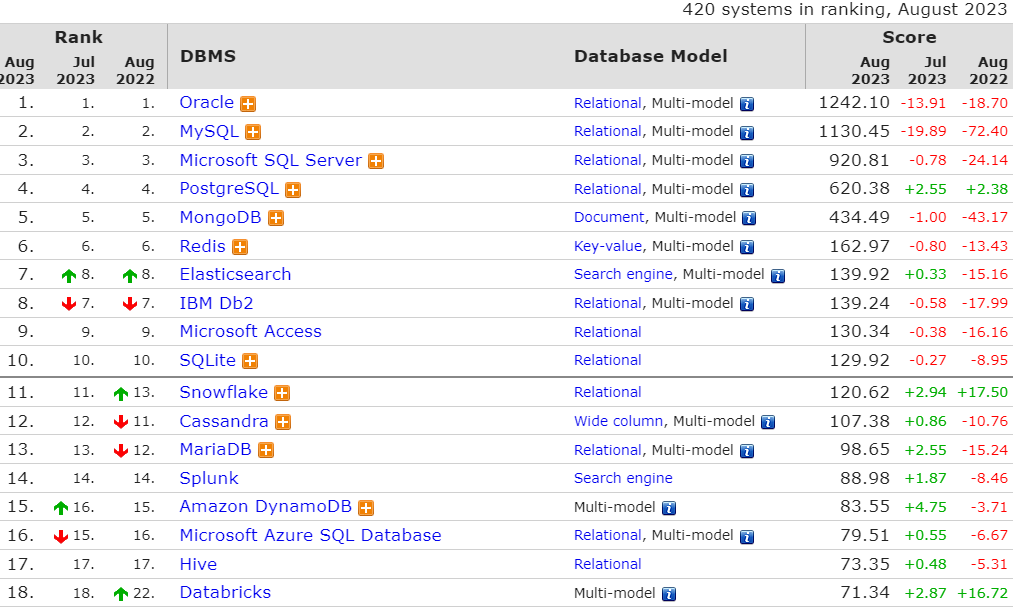 420 systems in ranking, August 2023
Rank DBMS Database Model Score
Aug 2023 Jul 2023 Aug 2022 Aug 2023 Jul 2023 Aug 2022
1. 1. 1. Oracle Relational, Multi-model 1242.10 -13.91 -18.70
2. 2. 2. MySQL Relational, Multi-model 1130.45 -19.89 -72.40
3. 3. 3. Microsoft SQL Server Relational, Multi-model 920.81 -0.78 -24.14
4. 4. 4. PostgreSQL Relational, Multi-model 620.38 +2.55 +2.38
5. 5. 5. MongoDB Document, Multi-model 434.49 -1.00 -43.17
6. 6. 6. Redis Key-value, Multi-model 162.97 -0.80 -13.43
7. 8. 8. Elasticsearch Search engine, Multi-model 139.92 +0.33 -15.16
8. 7. 7. IBM Db2 Relational, Multi-model 139.24 -0.58 -17.99
9. 9. 9. Microsoft Access Relational 130.34 -0.38 -16.16
10. 10. 10. SQLite Relational 129.92 -0.27 -8.95
11. 11. 13. Snowflake Relational 120.62 +2.94 +17.50
12. 12. 11. Cassandra Wide column, Multi-model 107.38 +0.86 -10.76
13. 13. 12. MariaDB Relational, Multi-model 98.65 +2.55 -15.24
14. 14. 14. Splunk Search engine 88.98 +1.87 -8.46
15. 16. 15. Amazon DynamoDB Multi-model 83.55 +4.75 -3.71
16. 15. 16. Microsoft Azure SQL Database Relational, Multi-model 79.51 +0.55 -6.67
17. 17. 17. Hive Relational 73.35 +0.48 -5.31
18. 18. 22. Databricks Multi-model 71.34 +2.87 +16.72